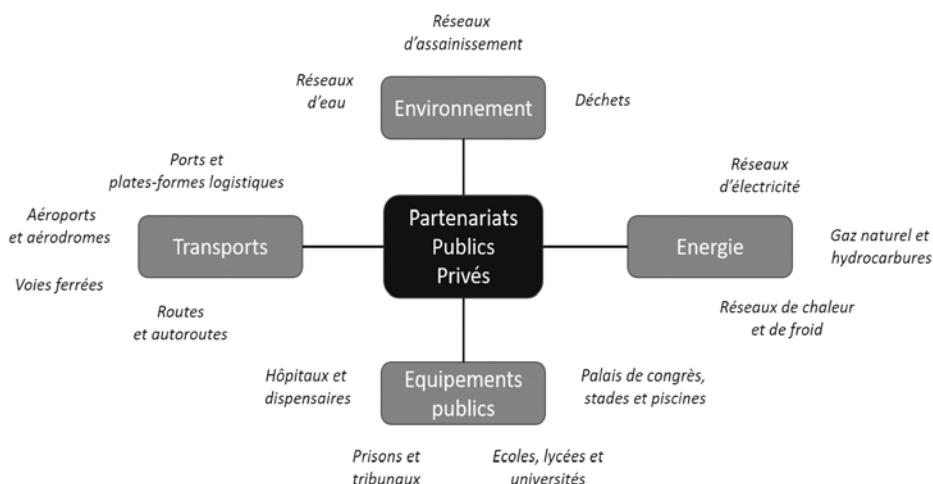 Réseaux
d'assainissement
Réseaux
d'eau
Environnement
Déchets
Ports et
plates-formes logistiques
Réseaux
d'électricité
Aéroports
et aérodromes
Transports
Partenariats
Publics
Privés
Energie
Gaz naturel et
hydrocarbures
Voies ferrées
Routes
et autoroutes
Réseaux de chaleur
et de froid
Hôpitaux et
dispensaires
Equipements
publics
Palais de congrès,
stades et piscines
Prisons et
tribunaux
Ecoles, lycées et
universités